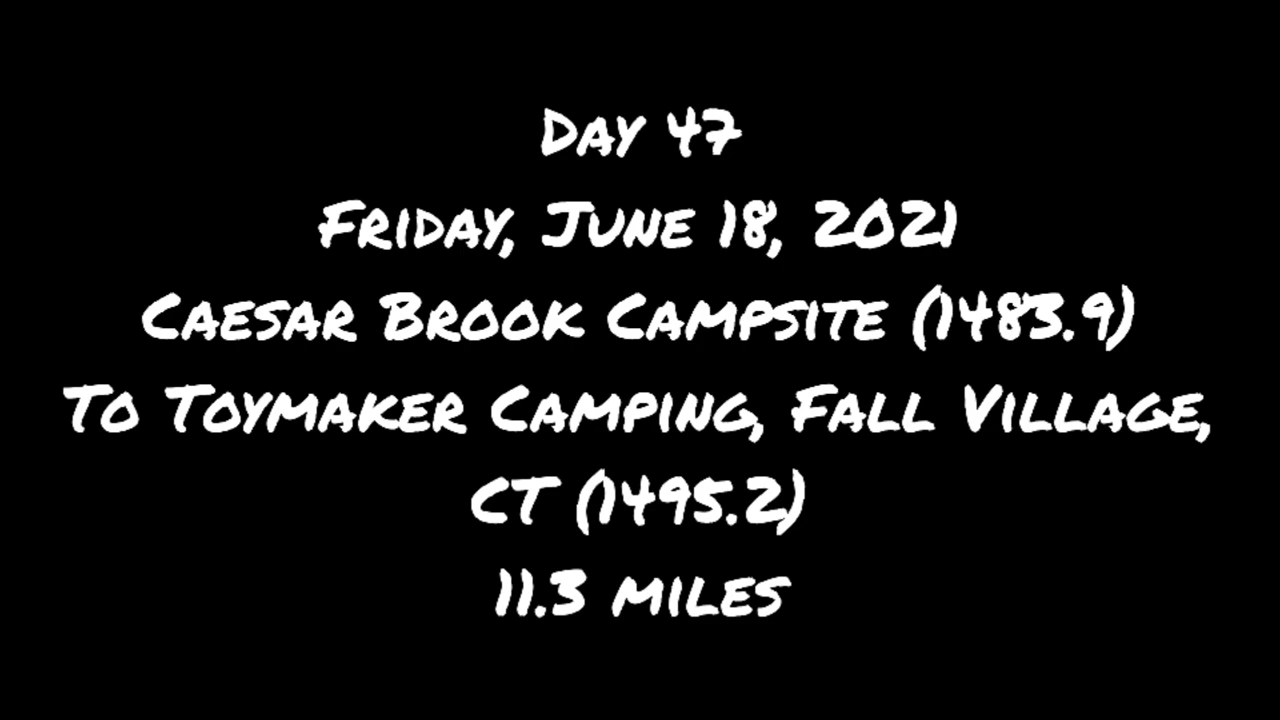 Day 47
Friday, June 18, 2021
Caesar Brook Campsite (1483.9)
To Toymaker Camping, Fall Village,
CT (1495.2)
11.3 miles